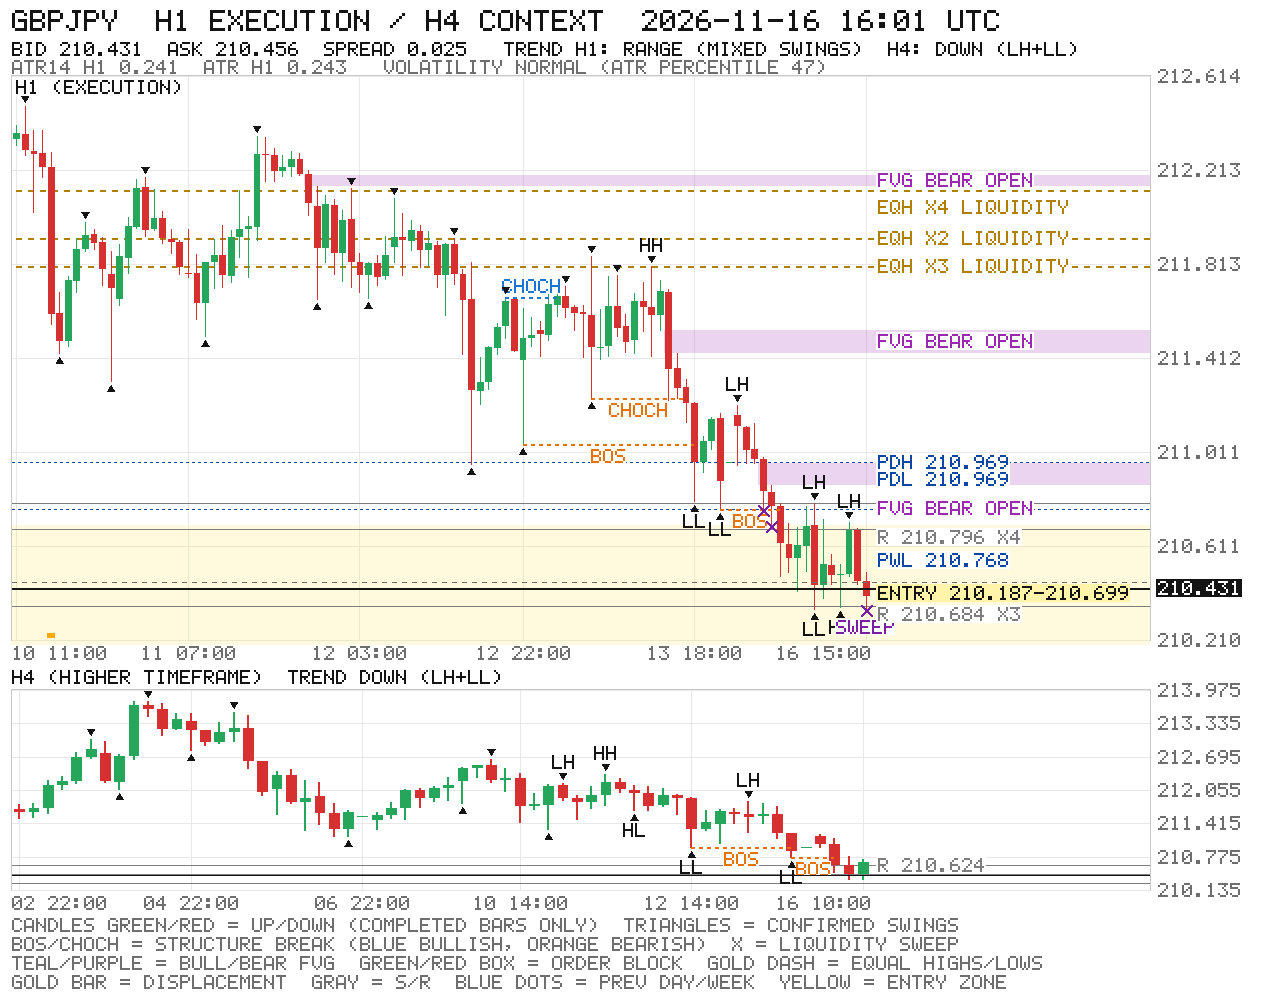 GBPJPY  H1 EXECUTION / H4 CONTEXT  2026-11-16 16:01 UTC
BID 210.431  ASK 210.456  SPREAD 0.025   TREND H1: RANGE (MIXED SWINGS)  H4: DOWN (LH+LL)
ATR14 H1 0.241  ATR H1 0.243   VOLATILITY NORMAL (ATR PERCENTILE 47)
212.614
H1 (EXECUTION)
212.213
FVG BEAR OPEN
EQH X4 LIQUIDITY
EQH X2 LIQUIDITY
HH
211.813
EQH X3 LIQUIDITY
CHOCH
FVG BEAR OPEN
211.412
LH
CHOCH
BOS
211.011
PDH 210.969
PDL 210.969
LH
LH
FVG BEAR OPEN
LL
BOS
LL
R 210.796 X4
210.611
PWL 210.768
210.431
ENTRY 210.187-210.699
R 210.684 X3
LL
SWEEP
210.210
10 11:00
11 07:00
12 03:00
12 22:00
13 18:00
16 15:00
H4 (HIGHER TIMEFRAME)  TREND DOWN (LH+LL)
213.975
213.335
212.695
HH
LH
LH
212.055
HL
211.415
BOS
210.775
LL
BOS
R 210.624
LL
210.135
02 22:00
04 22:00
06 22:00
10 14:00
12 14:00
16 10:00
CANDLES GREEN/RED = UP/DOWN (COMPLETED BARS ONLY)  TRIANGLES = CONFIRMED SWINGS
BOS/CHOCH = STRUCTURE BREAK (BLUE BULLISH, ORANGE BEARISH)  X = LIQUIDITY SWEEP
TEAL/PURPLE = BULL/BEAR FVG  GREEN/RED BOX = ORDER BLOCK  GOLD DASH = EQUAL HIGHS/LOWS
GOLD BAR = DISPLACEMENT  GRAY = S/R  BLUE DOTS = PREV DAY/WEEK  YELLOW = ENTRY ZONE